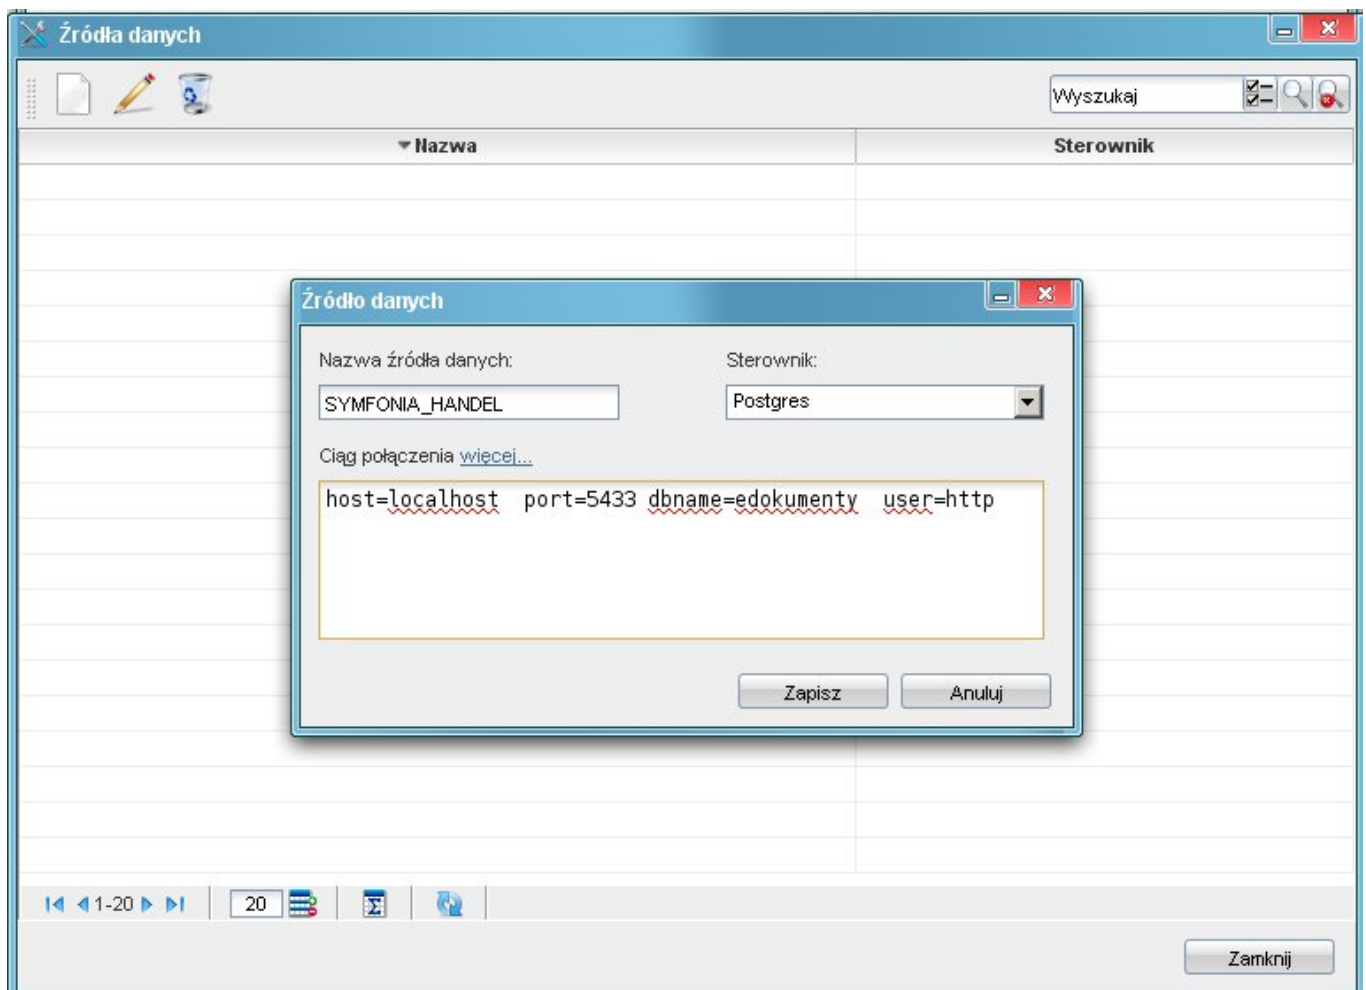 Źródła danych
Wyszukaj
Nazwa Sterownik
Źródło danych
Nazwa źródła danych: Sterownik:
SYMFONIA_HANDEL Postgres
Ciąg połączenia więcej...
host=localhost  port=5433 dbname=edokumenty  user=http
Zapisz Anuluj
1-20 20
Zamknij